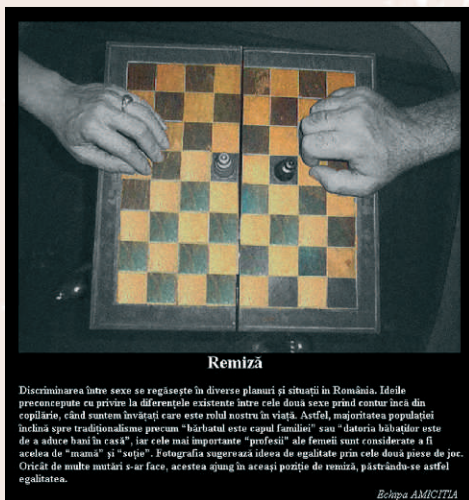 Remiză
Discriminarea între sexe se regăsește în diverse planuri și situații in România. Ideile
preconcepute cu privire la diferențele existente între cele două sexe prind contur încă din
copilărie, când suntem învățați care este rolul nostru în viață. Astfel, majoritatea populației
înclină spre tradiționalisme precum "bărbatul este capul familiei" sau "datoria băbaților este
de a aduce bani în casă", iar cele mai importante "profesii" ale femeii sunt considerate a fi
acelea de "mamă" și "soție". Fotografia sugerează ideea de egalitate prin cele două piese de joc.
Oricât de multe mutări s-ar face, acestea ajung în aceași poziție de remiză, păstrându-se astfel
egalitatea.
Echipa AMICITIA